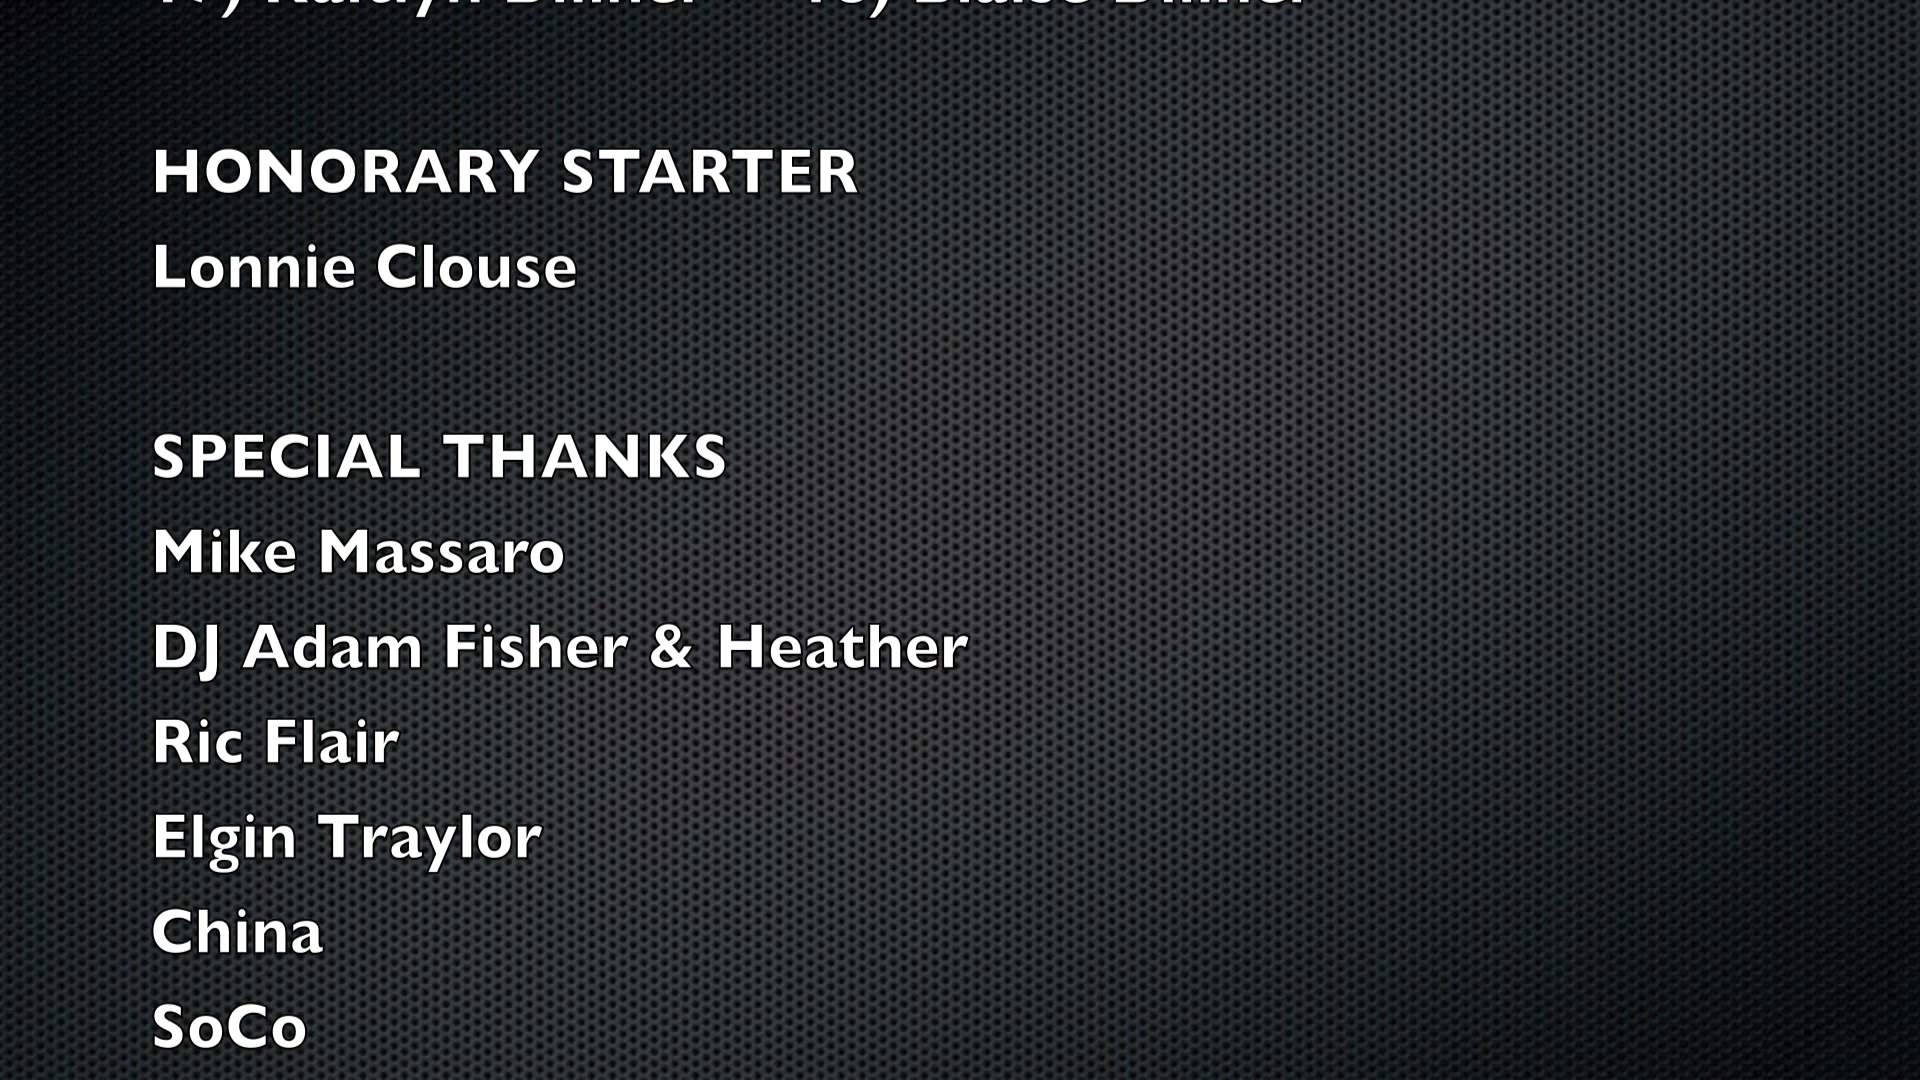 HONORARY STARTER
Lonnie Clouse
SPECIAL THANKS
Mike Massaro
DJ Adam Fisher & Heather
Ric Flair
Elgin Traylor
China
SoCo